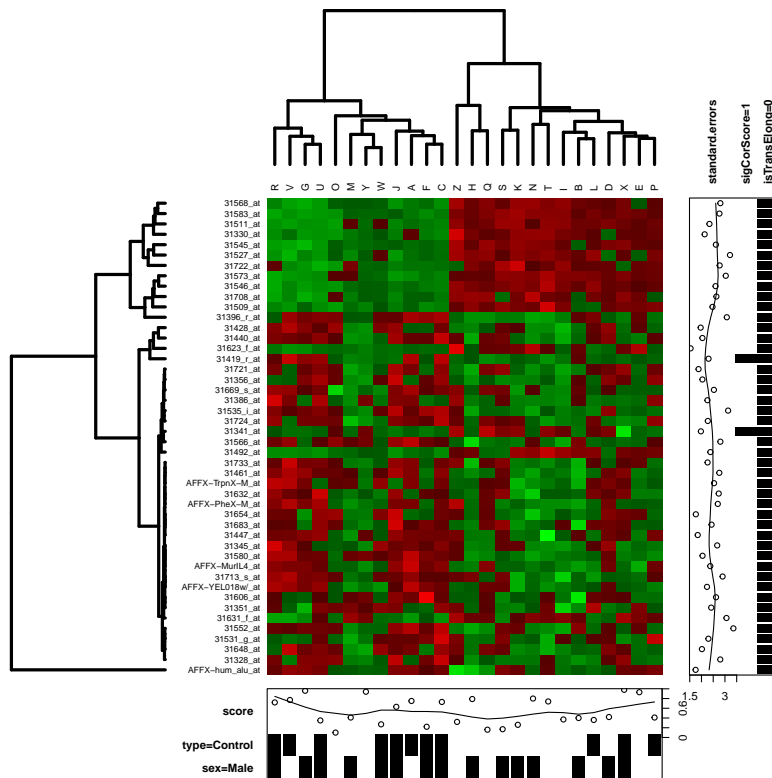 standard.errors
sigCorScore=1
isTransElong=0
R V G U O M Y W J A F C Z H Q S K N T I B L D X E P
31568_at
31583_at
31511_at
31330_at
31545_at
31527_at
31722_at
31573_at
31546_at
31708_at
31509_at
31396_r_at
31428_at
31440_at
31623_f_at
31419_r_at
31721_at
31356_at
31669_s_at
31386_at
31535_i_at
31724_at
31341_at
31566_at
31492_at
31733_at
31461_at
AFFX-TrpnX-M_at
31632_at
AFFX-PheX-M_at
31654_at
31683_at
31447_at
31345_at
31580_at
AFFX-MurIL4_at
31713_s_at
AFFX-YEL018w/_at
31606_at
31351_at
31631_f_at
31552_at
31531_g_at
31648_at
31328_at
AFFX-hum_alu_at
1.5 3
score
0.6
0
type=Control
sex=Male